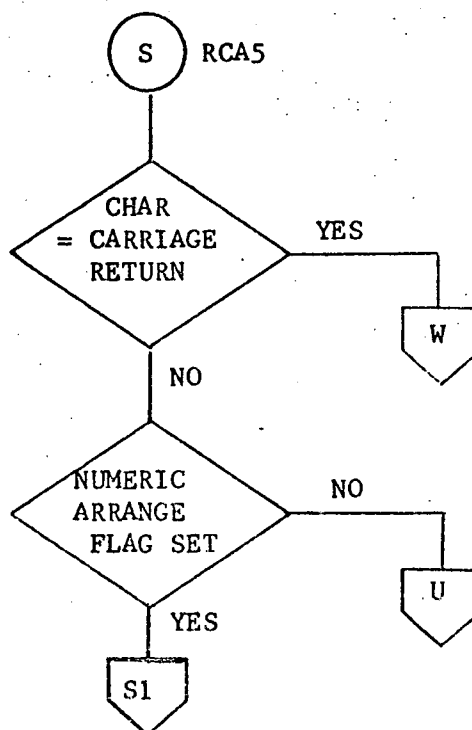 S RCA5
CHAR
= CARRIAGE
RETURN
YES
W
NO
NUMERIC
ARRANGE
FLAG SET
NO
U
YES
S1